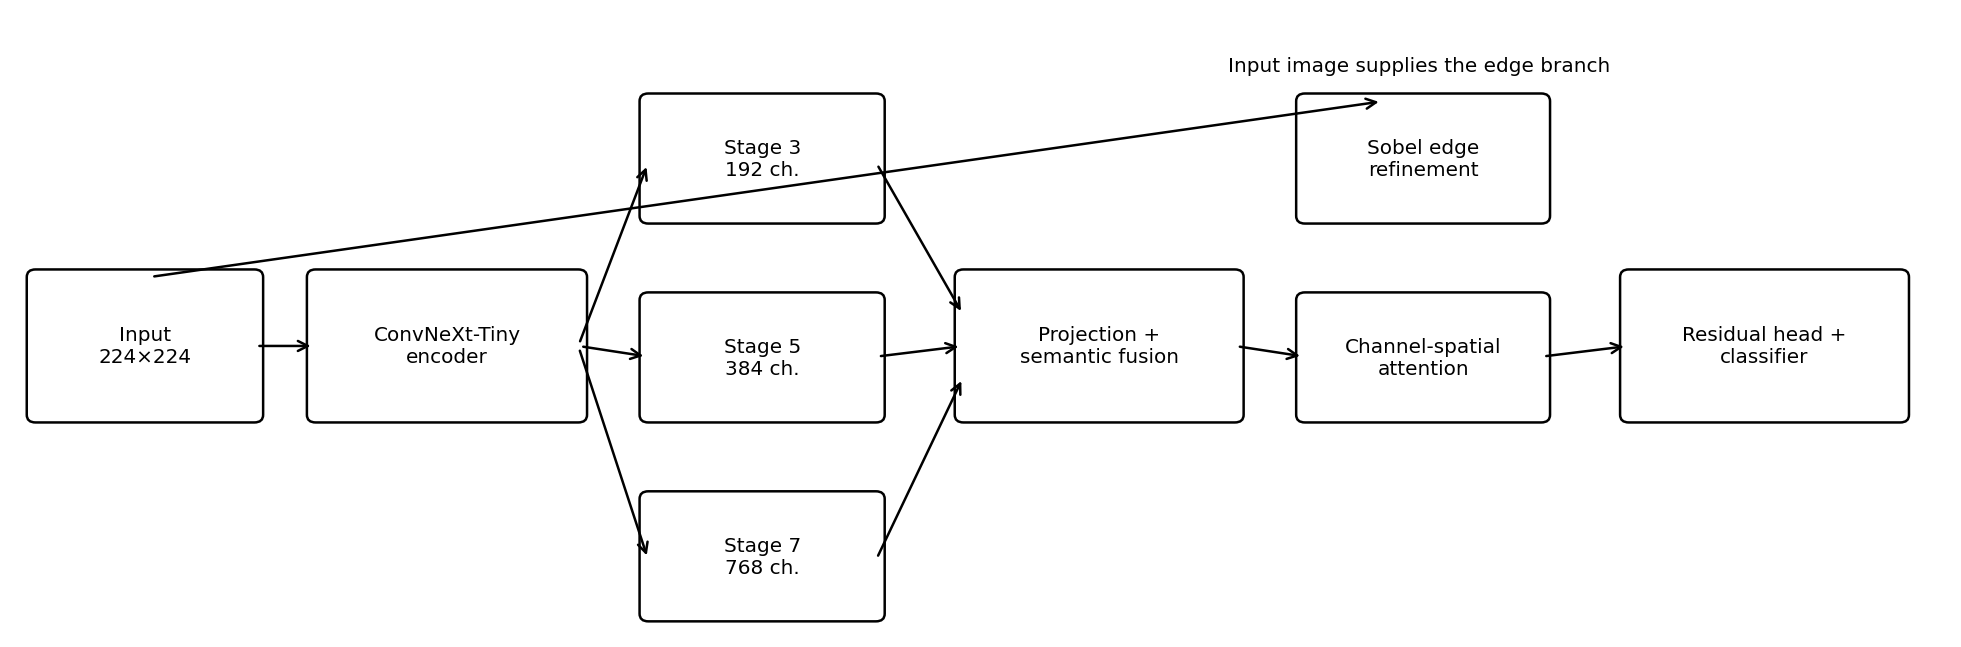 Input image supplies the edge branch
Stage 3
192 ch.
Sobel edge
refinement
Input
224×224
ConvNeXt-Tiny
encoder
Stage 5
384 ch.
Projection +
semantic fusion
Channel-spatial
attention
Residual head +
classifier
Stage 7
768 ch.